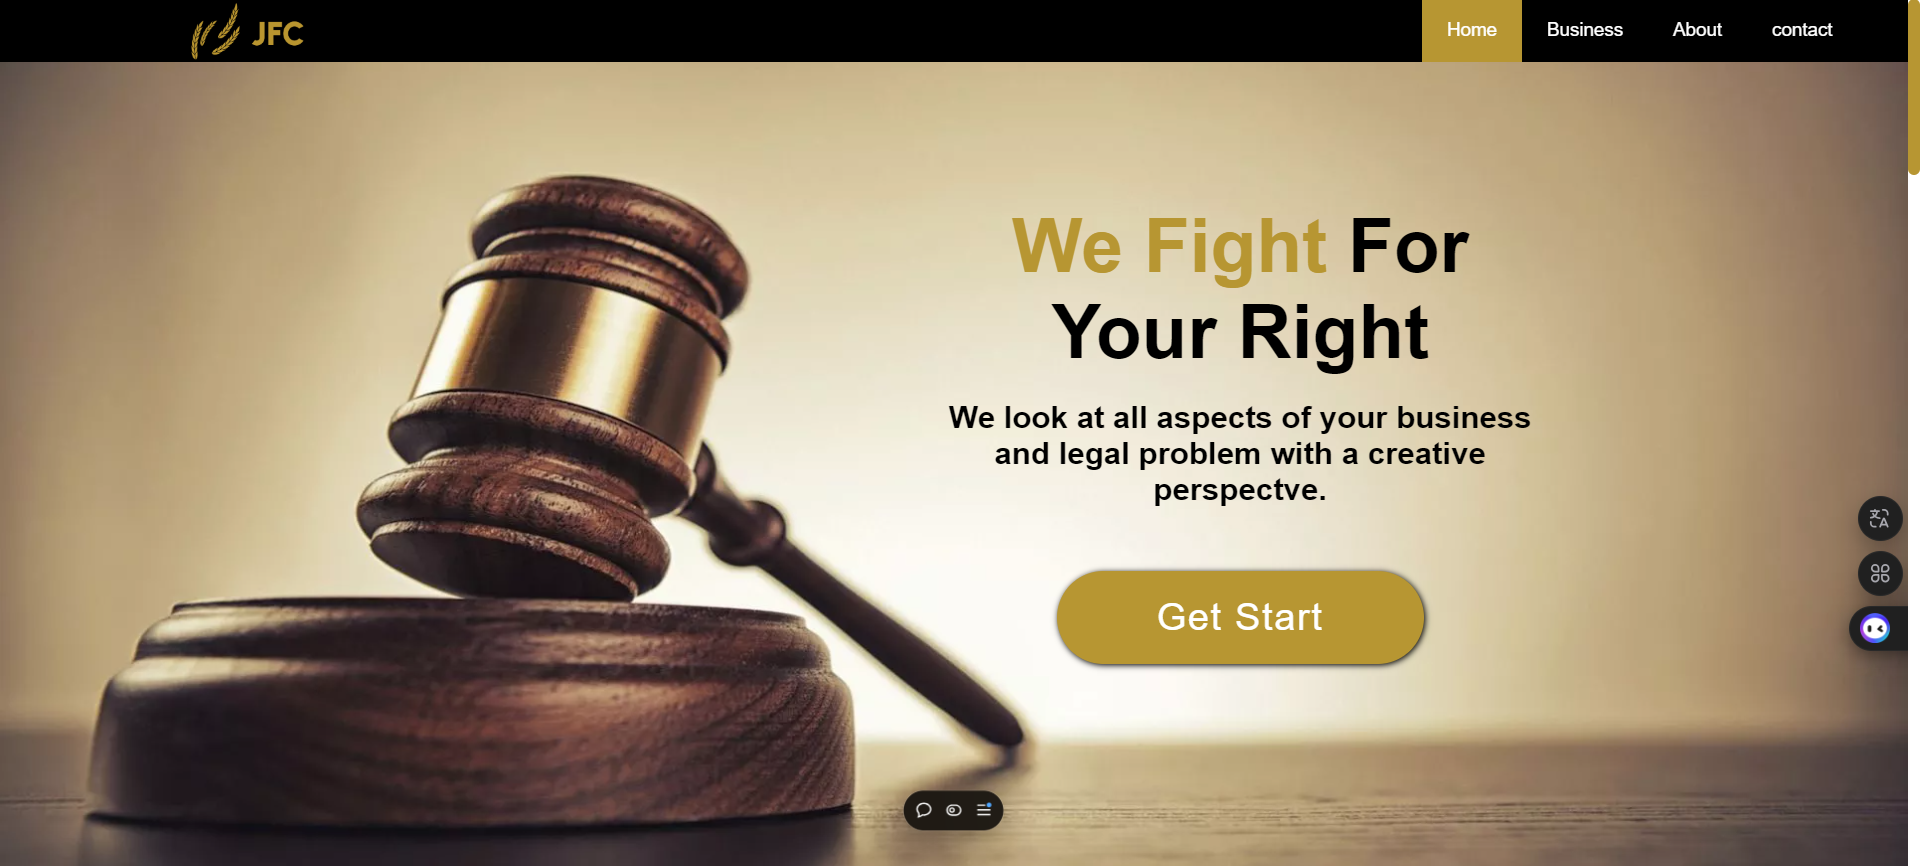 JFC
Home Business About contact
We Fight For
Your Right
We look at all aspects of your business
and legal problem with a creative
perspectve.
Get Start